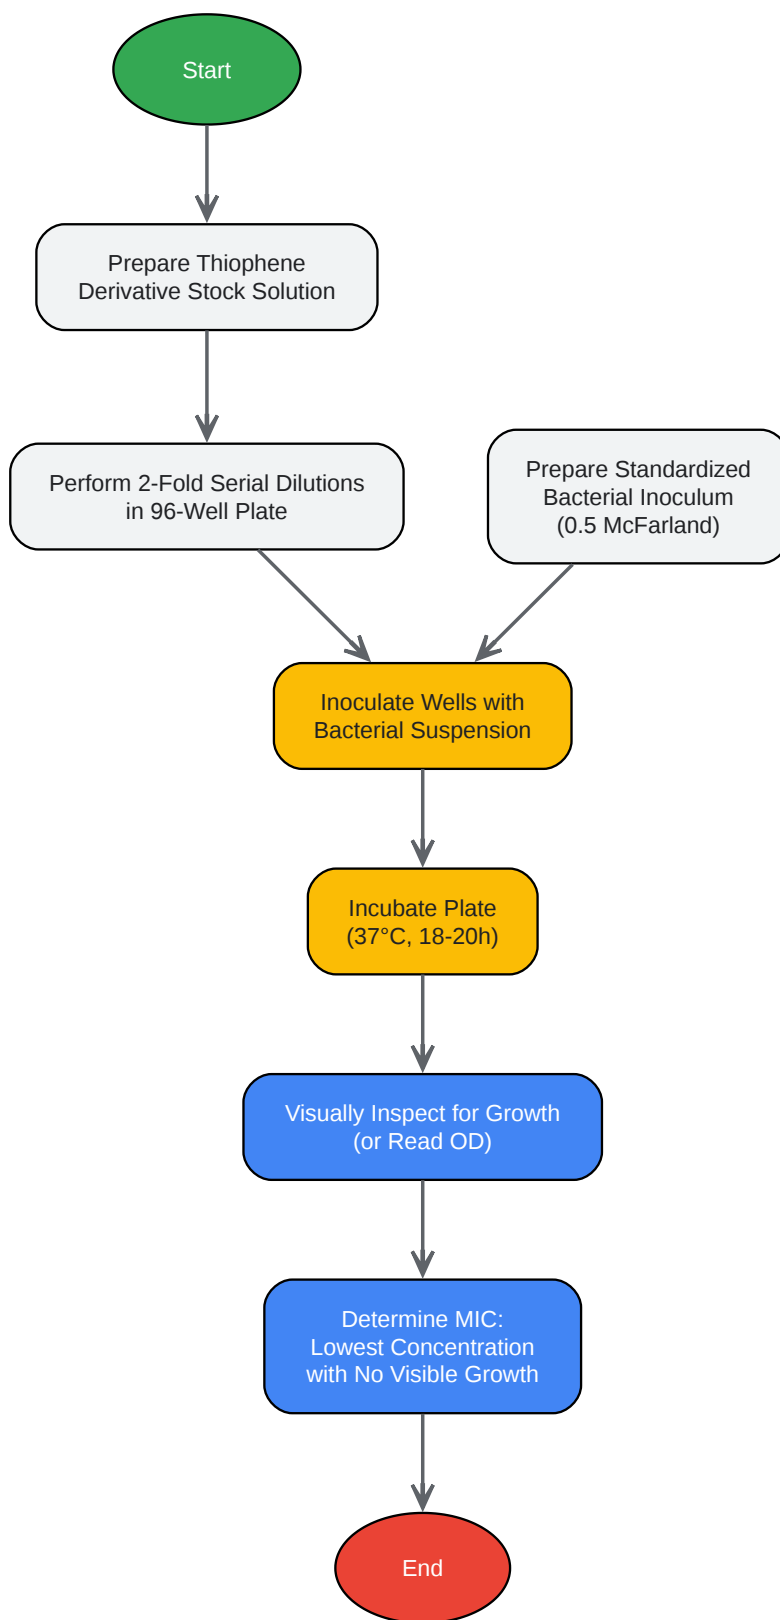 Start
Prepare Thiophene
Derivative Stock Solution
Perform 2-Fold Serial Dilutions
in 96-Well Plate
Prepare Standardized
Bacterial Inoculum
(0.5 McFarland)
Inoculate Wells with
Bacterial Suspension
Incubate Plate
(37°C, 18-20h)
Visually Inspect for Growth
(or Read OD)
Determine MIC:
Lowest Concentration
with No Visible Growth
End